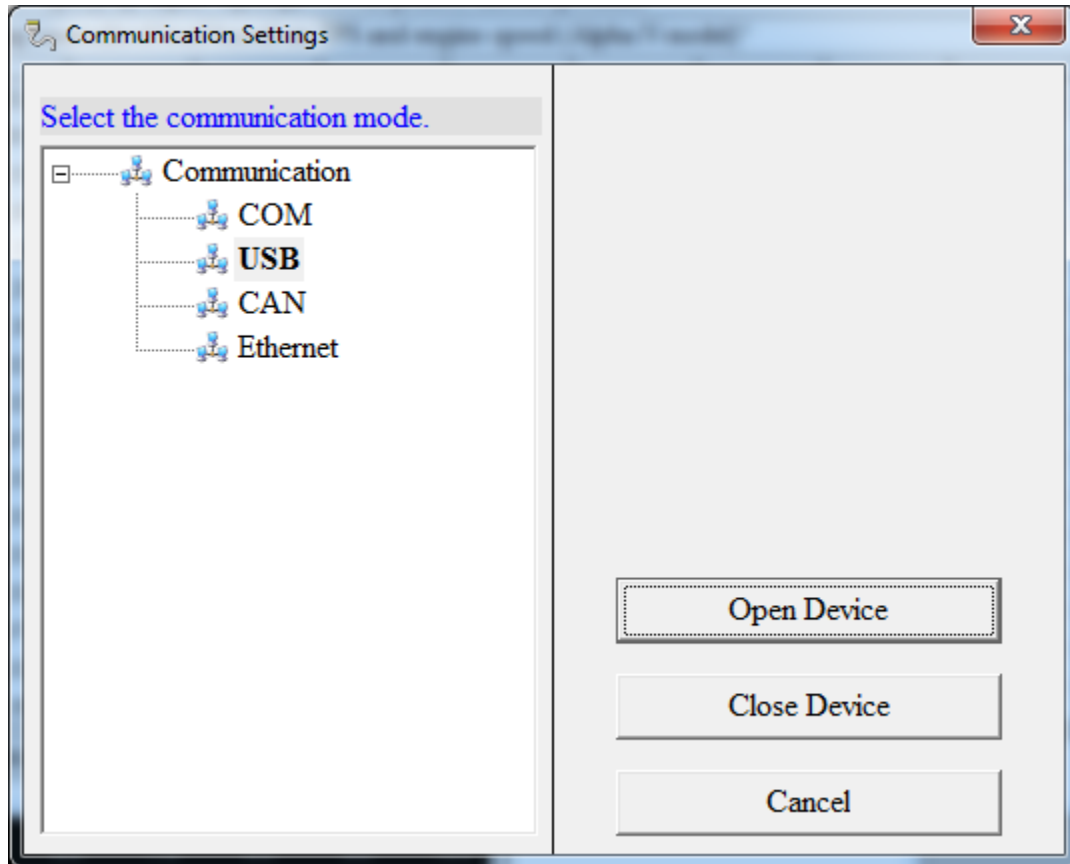 Communication Settings
Select the communication mode.
Communication
COM
USB
CAN
Ethernet
Open Device
Close Device
Cancel